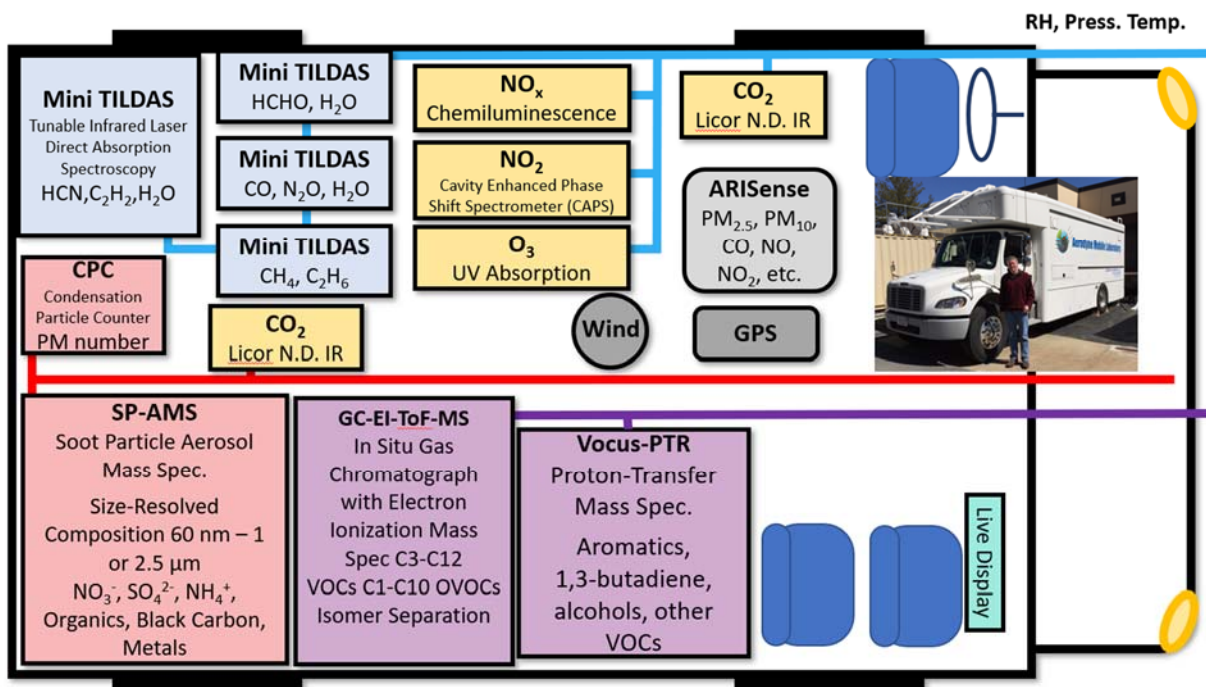 RH, Press. Temp.
Mini TILDAS
Tunable Infrared Laser
Direct Absorption
Spectroscopy
HCN,C₂H₂,H₂O
Mini TILDAS
HCHO, H₂O
Mini TILDAS
CO, N₂O, H₂O
Mini TILDAS
CH₄, C₂H₆
NOₓ
Chemiluminescence
NO₂
Cavity Enhanced Phase
Shift Spectrometer (CAPS)
O₃
UV Absorption
CO₂
Licor N.D. IR
ARISense
PM₂.₅, PM₁₀,
CO, NO,
NO₂, etc.
Aerodyne Mobile Laboratory
CPC
Condensation
Particle Counter
PM number
CO₂
Licor N.D. IR
Wind
GPS
SP-AMS
Soot Particle Aerosol
Mass Spec.
Size-Resolved
Composition 60 nm – 1
or 2.5 μm
NO₃⁻, SO₄²⁻, NH₄⁺,
Organics, Black Carbon,
Metals
GC-EI-ToF-MS
In Situ Gas
Chromatograph
with Electron
Ionization Mass
Spec C3-C12
VOCs C1-C10 OVOCs
Isomer Separation
Vocus-PTR
Proton-Transfer
Mass Spec.
Aromatics,
1,3-butadiene,
alcohols, other
VOCs
Live Display